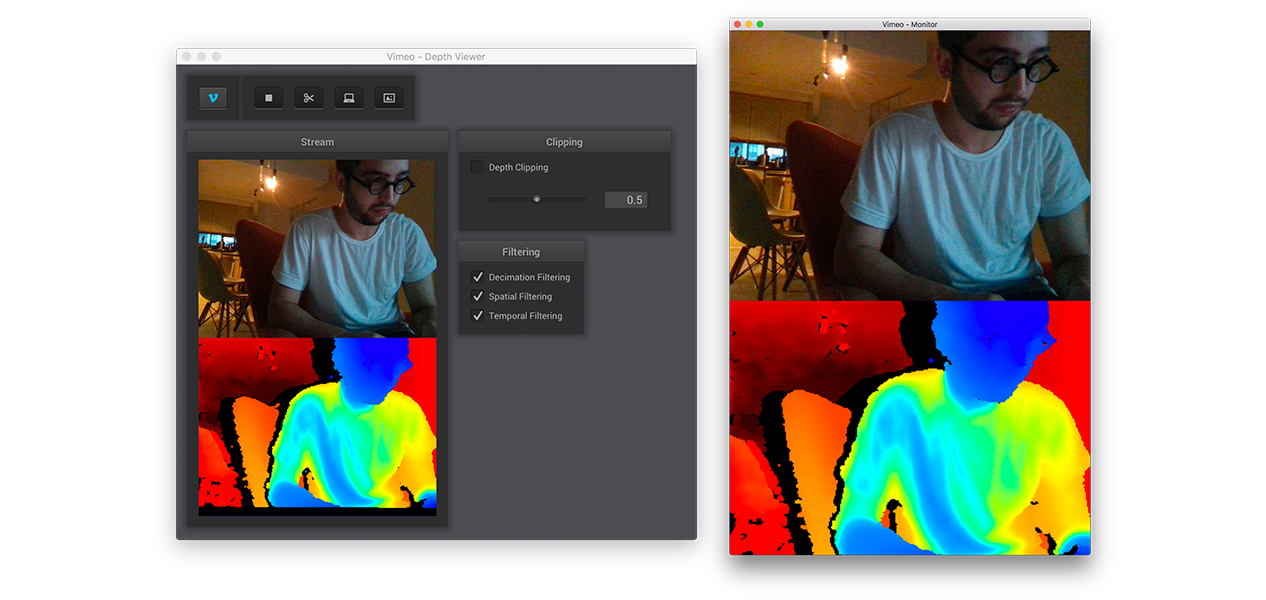 Vimeo - Depth Viewer
Stream
Clipping
Depth Clipping
0.5
Filtering
Decimation Filtering
Spatial Filtering
Temporal Filtering
Vimeo - Monitor